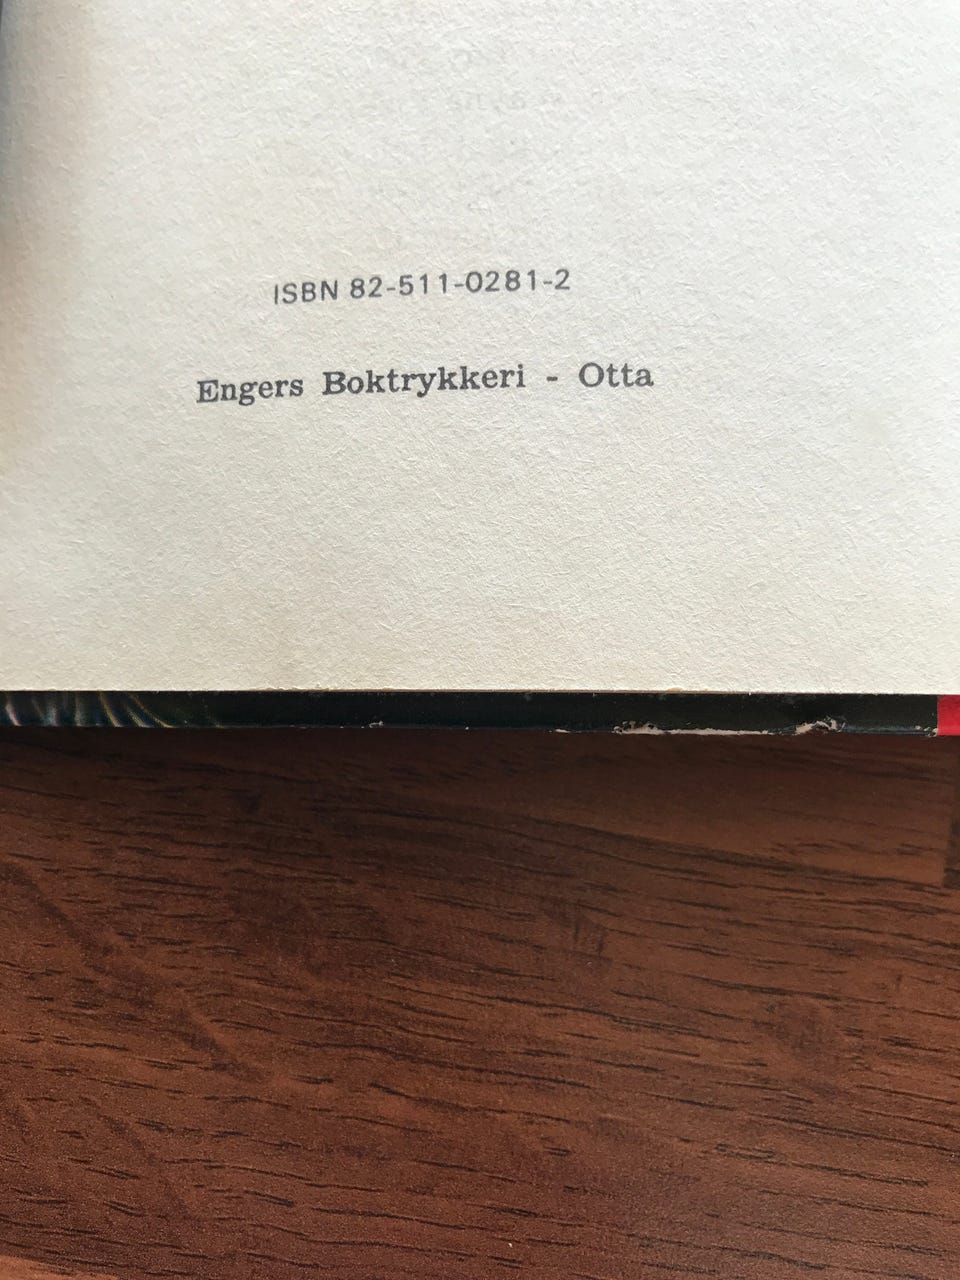 ISBN 82-511-0281-2
Engers Boktrykkeri - Otta